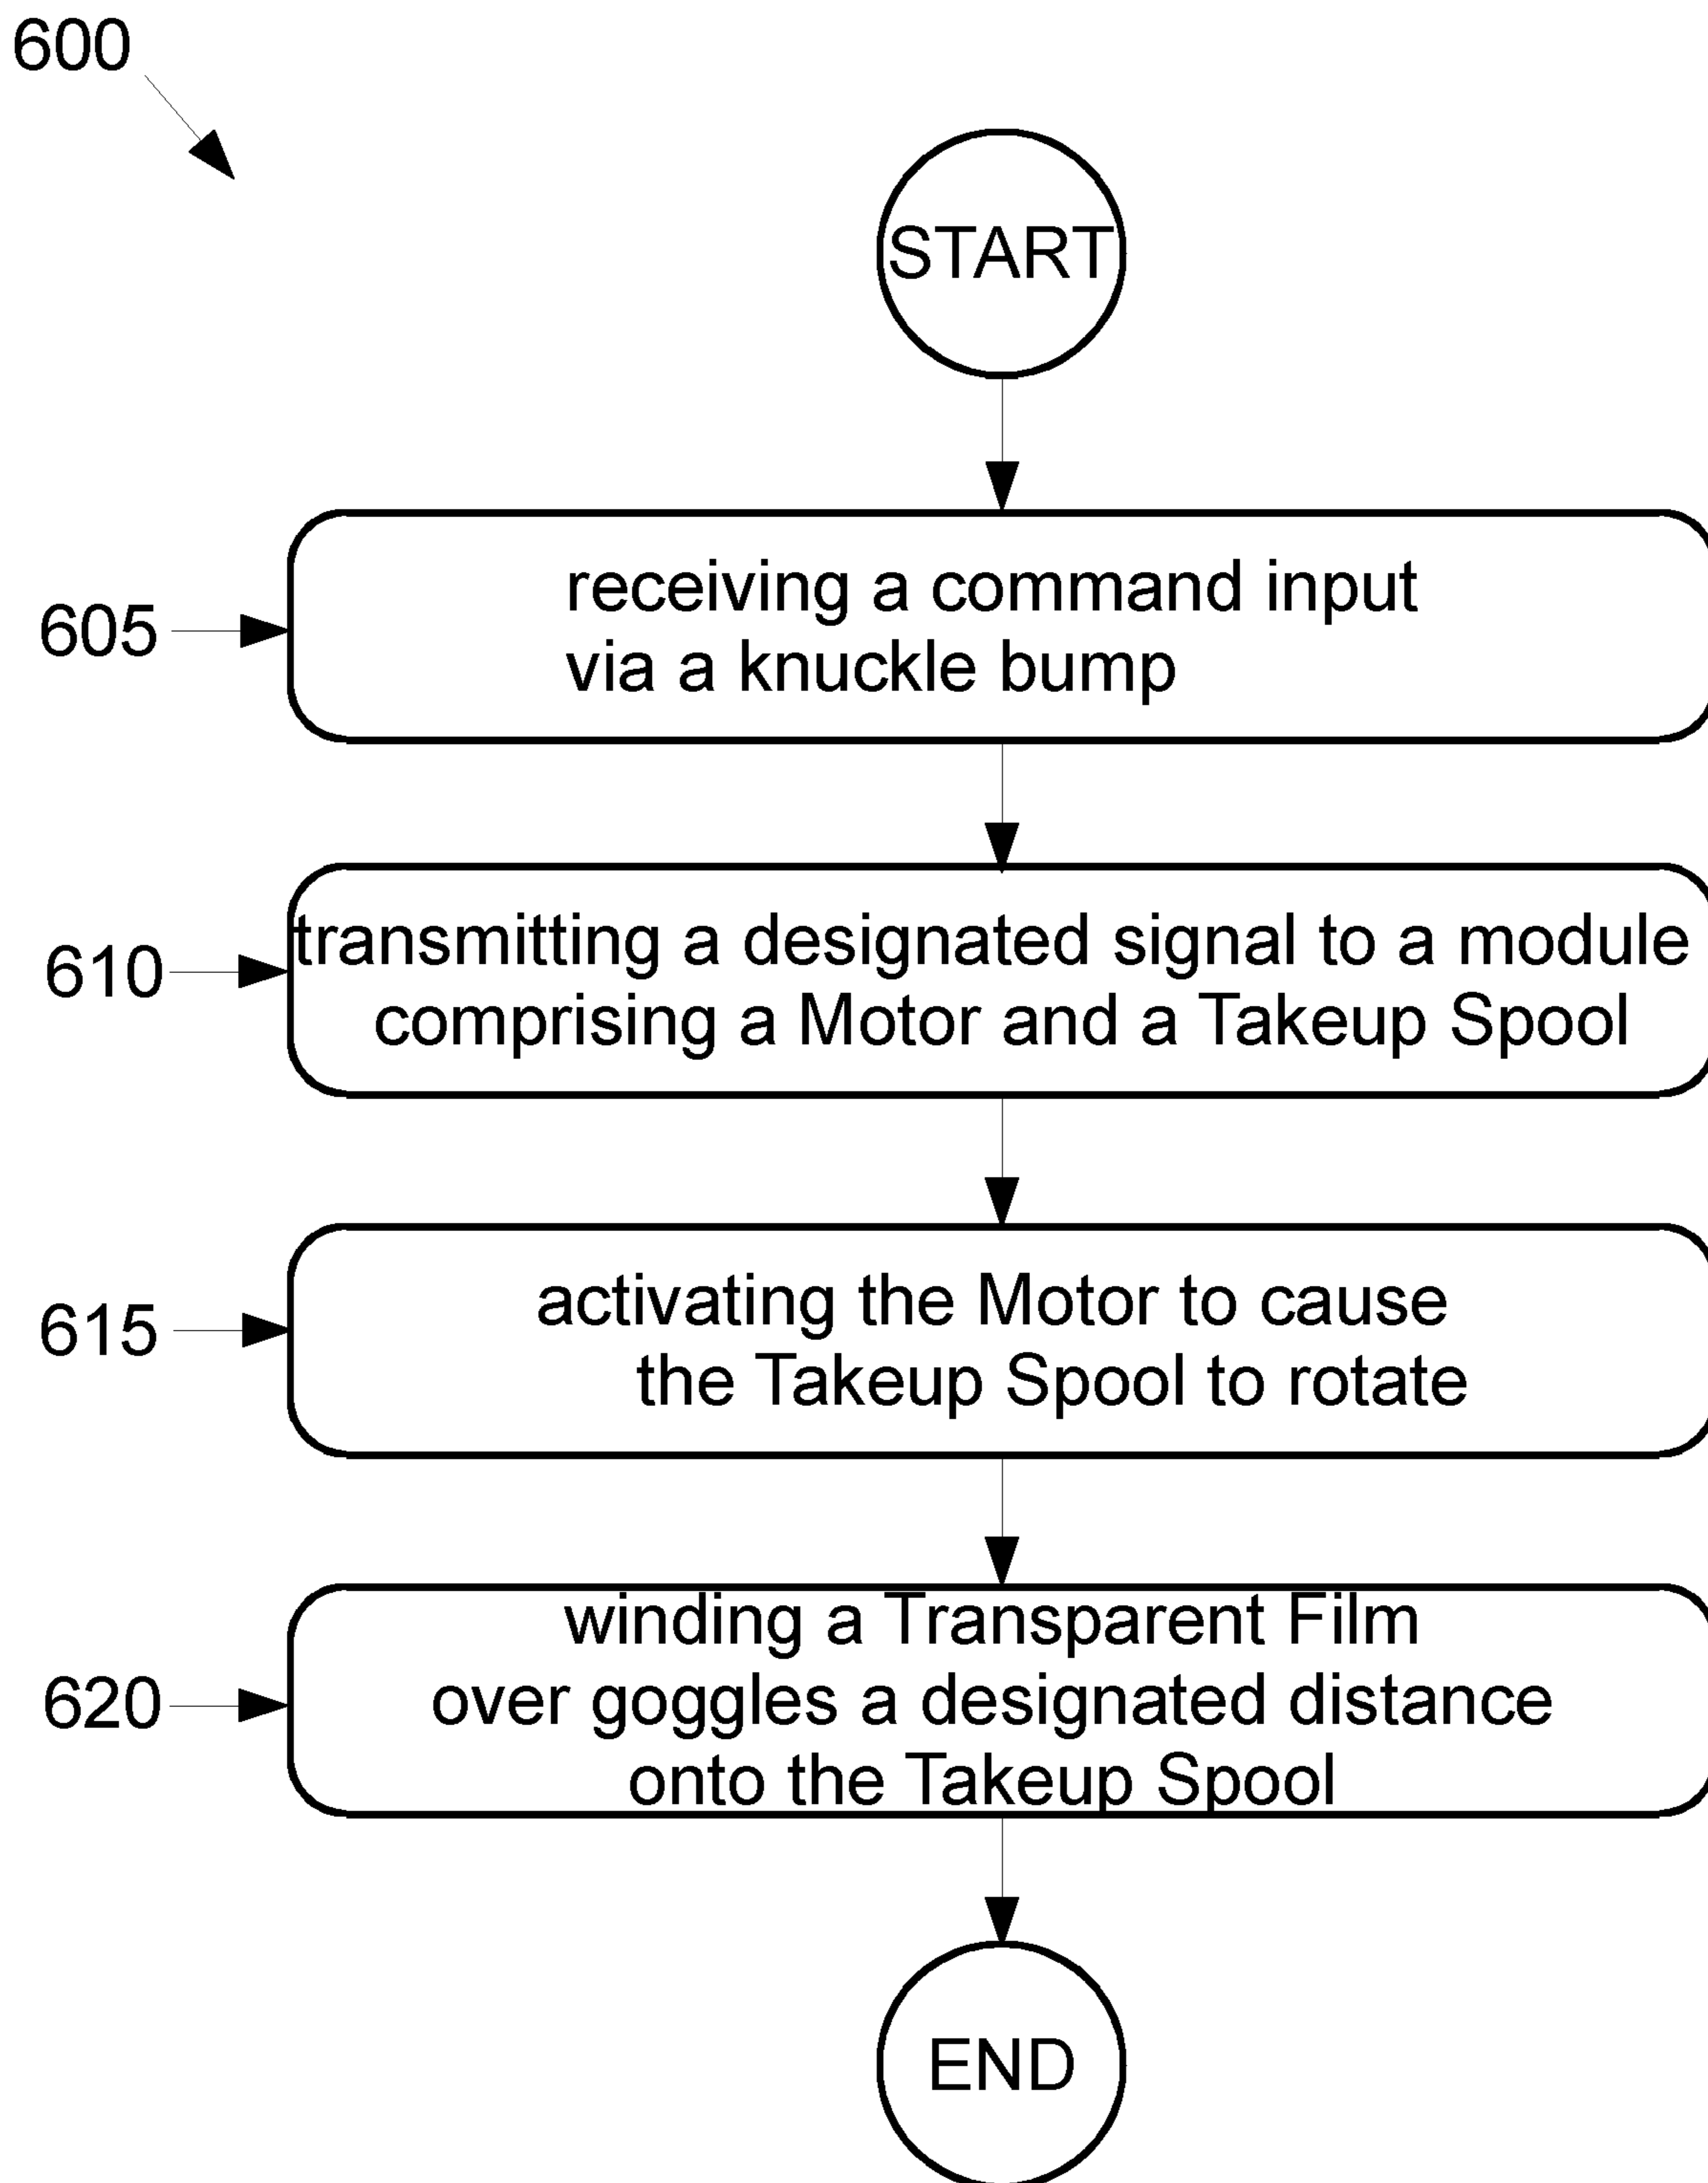 600
START
605
receiving a command input
via a knuckle bump
610
transmitting a designated signal to a module
comprising a Motor and a Takeup Spool
615
activating the Motor to cause
the Takeup Spool to rotate
620
winding a Transparent Film
over goggles a designated distance
onto the Takeup Spool
END